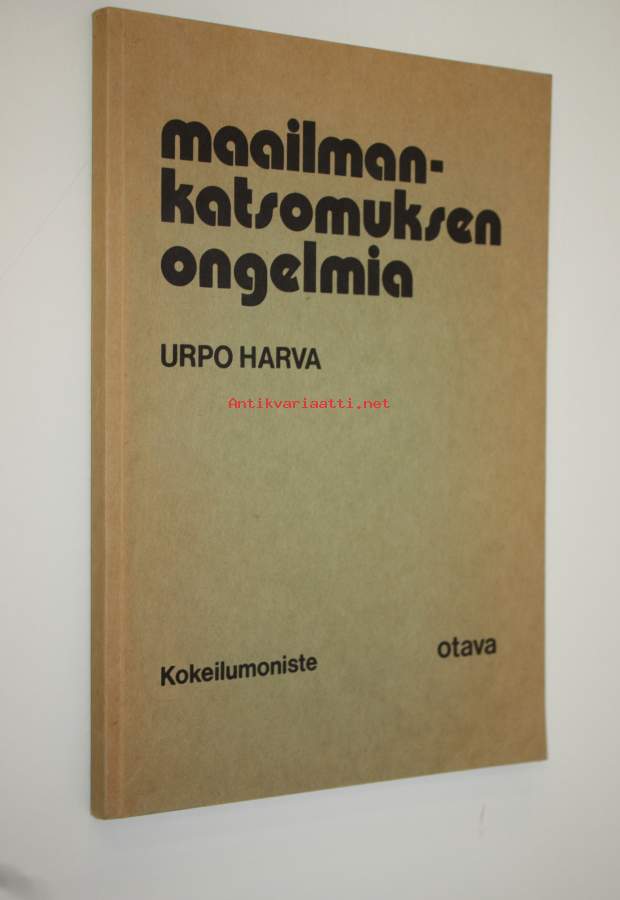 maailman-
katsomuksen
ongelmia
URPO HARVA
Antikvariaatti.net
Kokeilumoniste
otava